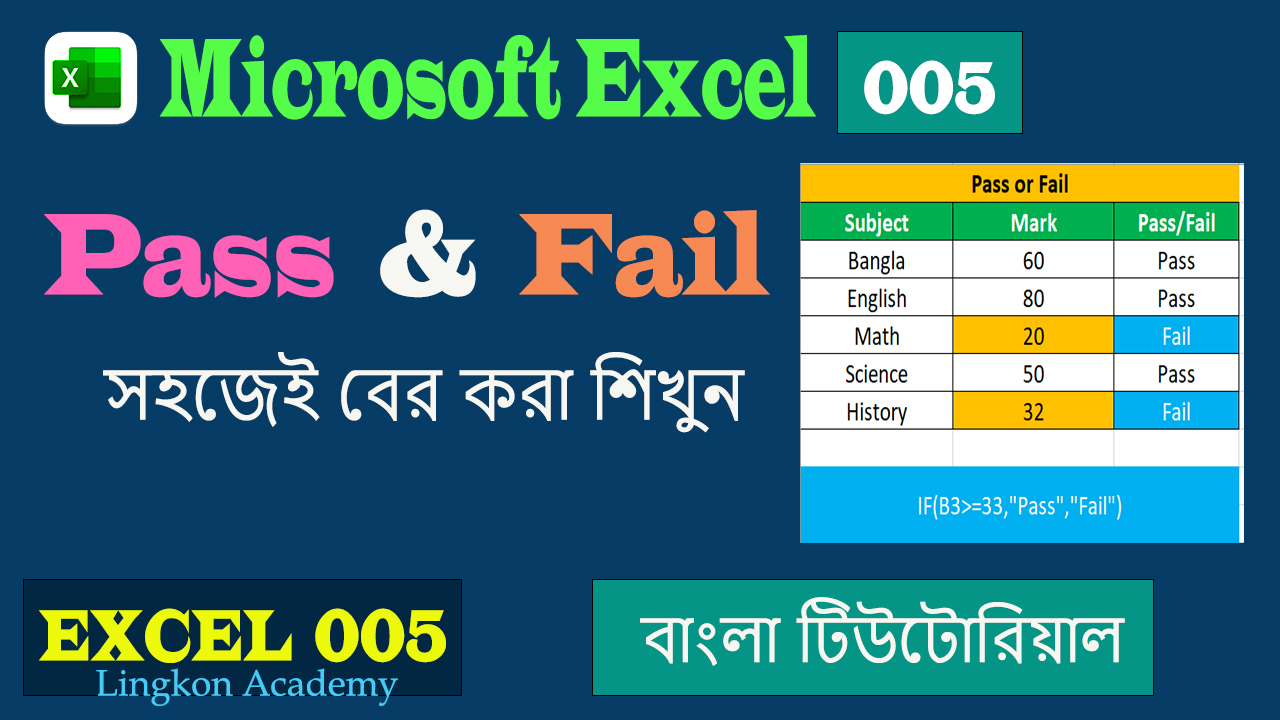 X
Microsoft Excel 005
Pass & Fail
সহজেই বের করা শিখুন
Pass or Fail
Subject Mark Pass/Fail
Bangla 60 Pass
English 80 Pass
Math 20 Fail
Science 50 Pass
History 32 Fail
IF(B3>=33,"Pass","Fail")
EXCEL 005
Lingkon Academy
বাংলা টিউটোরিয়াল